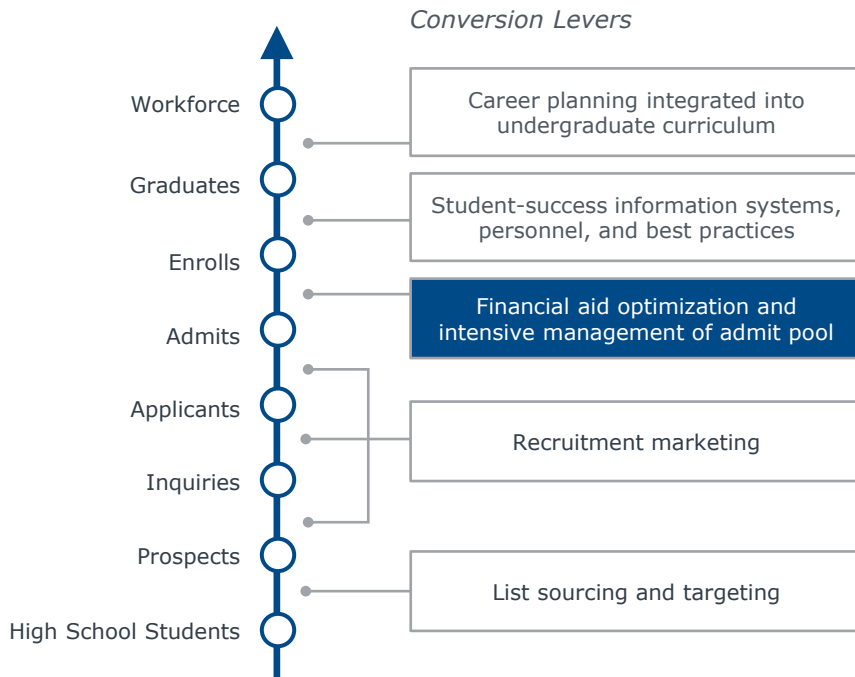 Conversion Levers
Workforce
Career planning integrated into
undergraduate curriculum
Graduates
Student-success information systems,
personnel, and best practices
Enrolls
Financial aid optimization and
intensive management of admit pool
Admits
Applicants
Recruitment marketing
Inquiries
Prospects
List sourcing and targeting
High School Students